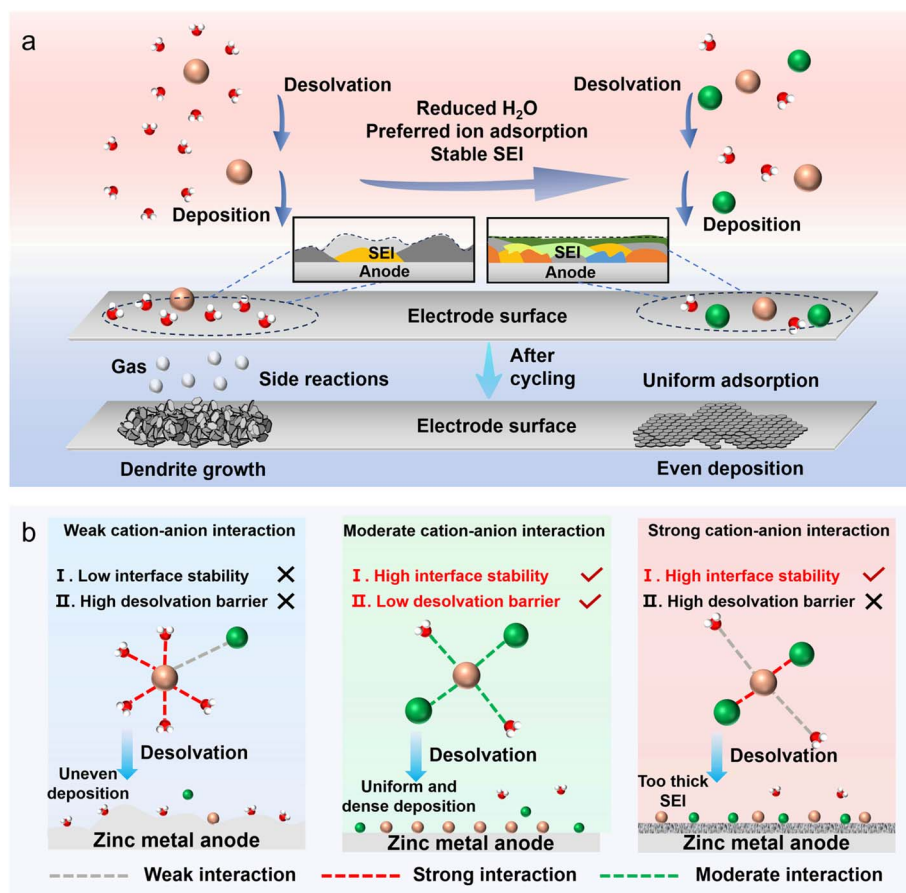 a
Desolvation
Desolvation
Reduced H₂O
Preferred ion adsorption
Stable SEI
Deposition
Deposition
SEI
Anode
SEI
Anode
Electrode surface
Gas
Side reactions
After
cycling
Uniform adsorption
Electrode surface
Dendrite growth
Even deposition
b
Weak cation-anion interaction
Ⅰ. Low interface stability ✕
Ⅱ. High desolvation barrier ✕
Desolvation
Uneven
deposition
Zinc metal anode
Moderate cation-anion interaction
Ⅰ. High interface stability ✓
Ⅱ. Low desolvation barrier ✓
Desolvation
Uniform and
dense deposition
Zinc metal anode
Strong cation-anion interaction
Ⅰ. High interface stability ✓
Ⅱ. High desolvation barrier ✕
Desolvation
Too thick
SEI
Zinc metal anode
Weak interaction
Strong interaction
Moderate interaction